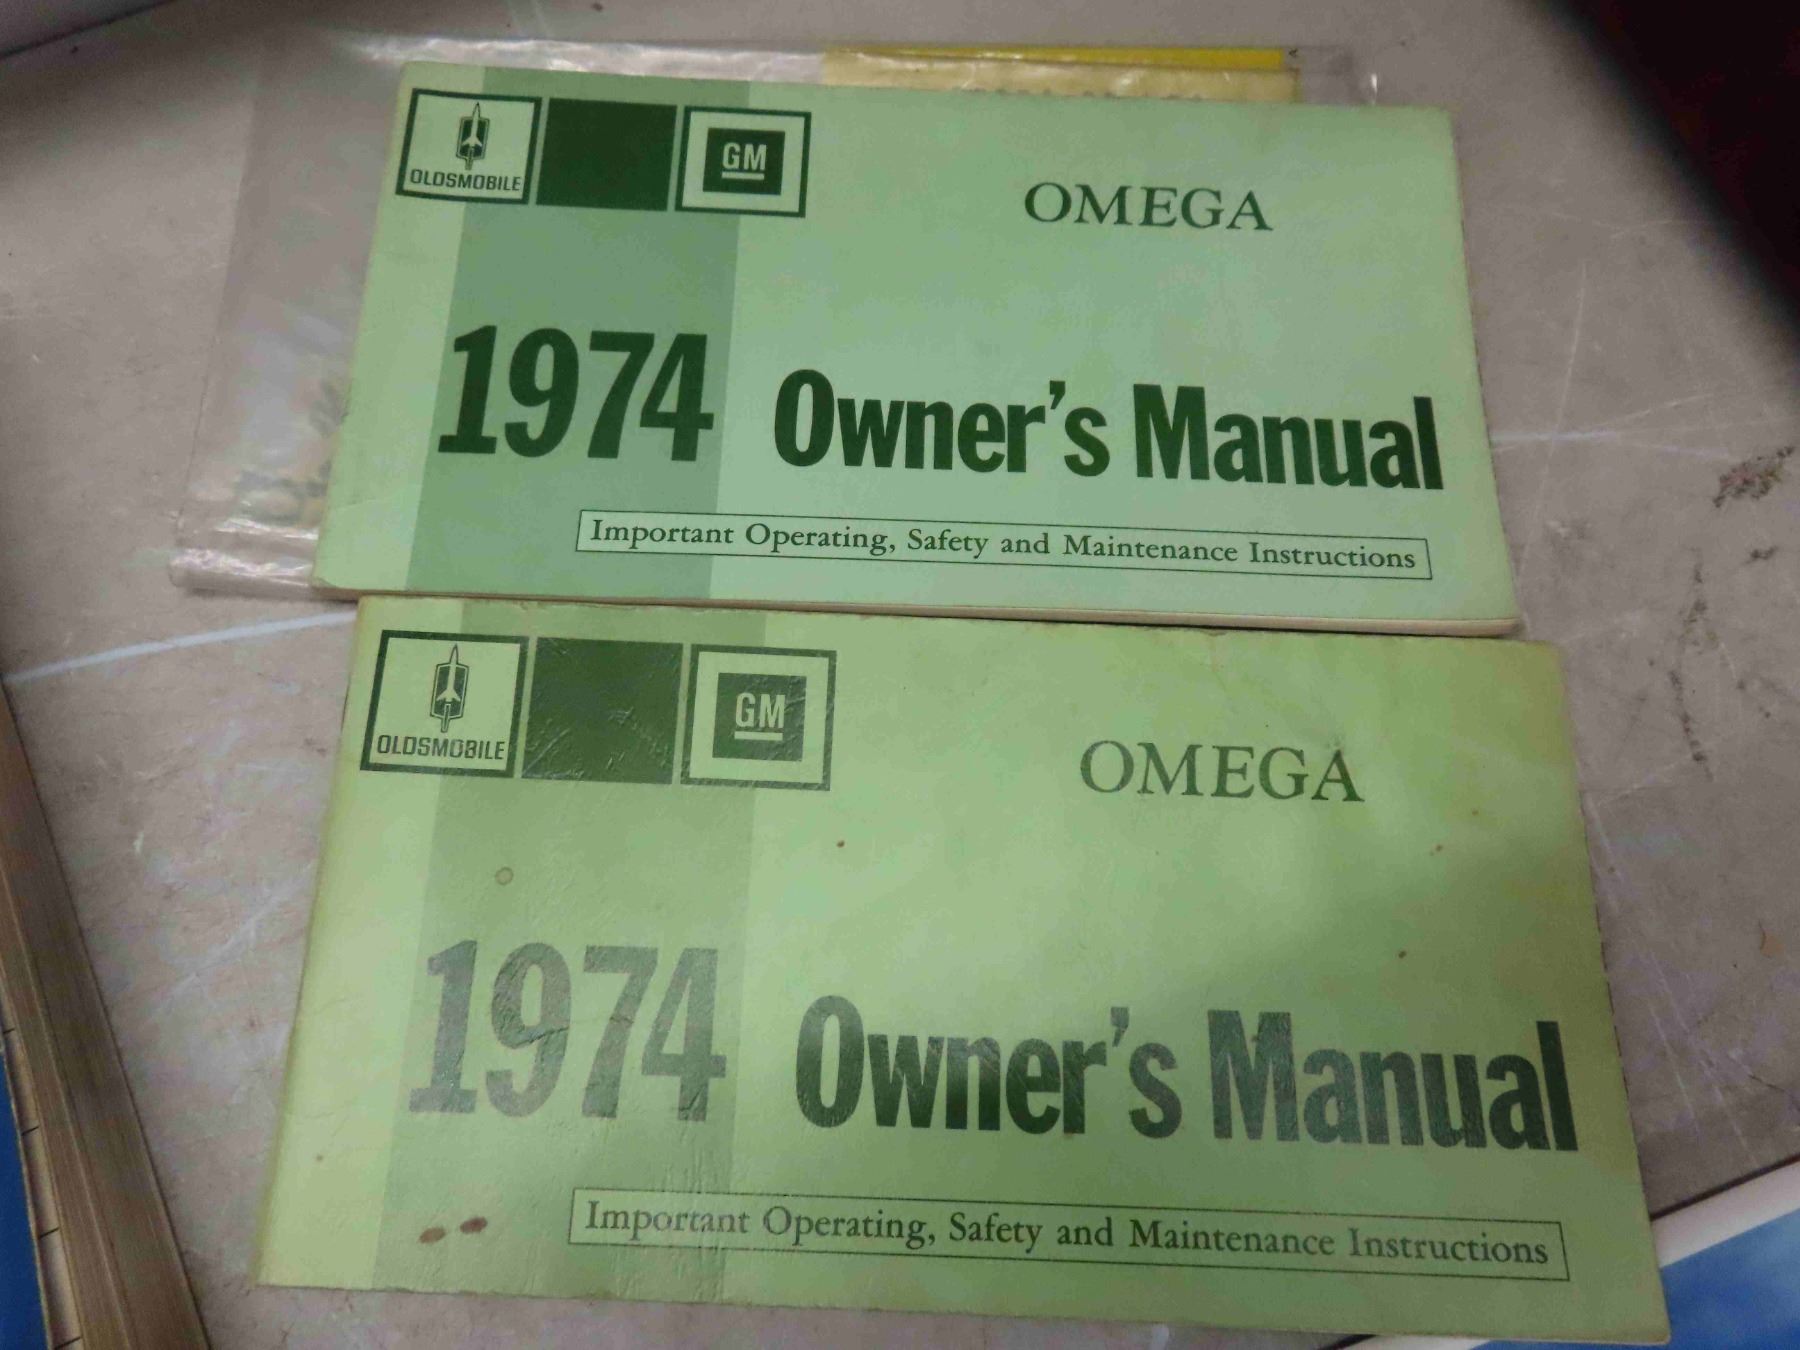 OLDSMOBILE
GM
OMEGA
1974 Owner's Manual
Important Operating, Safety and Maintenance Instructions
OLDSMOBILE
GM
OMEGA
1974 Owner's Manual
Important Operating, Safety and Maintenance Instructions